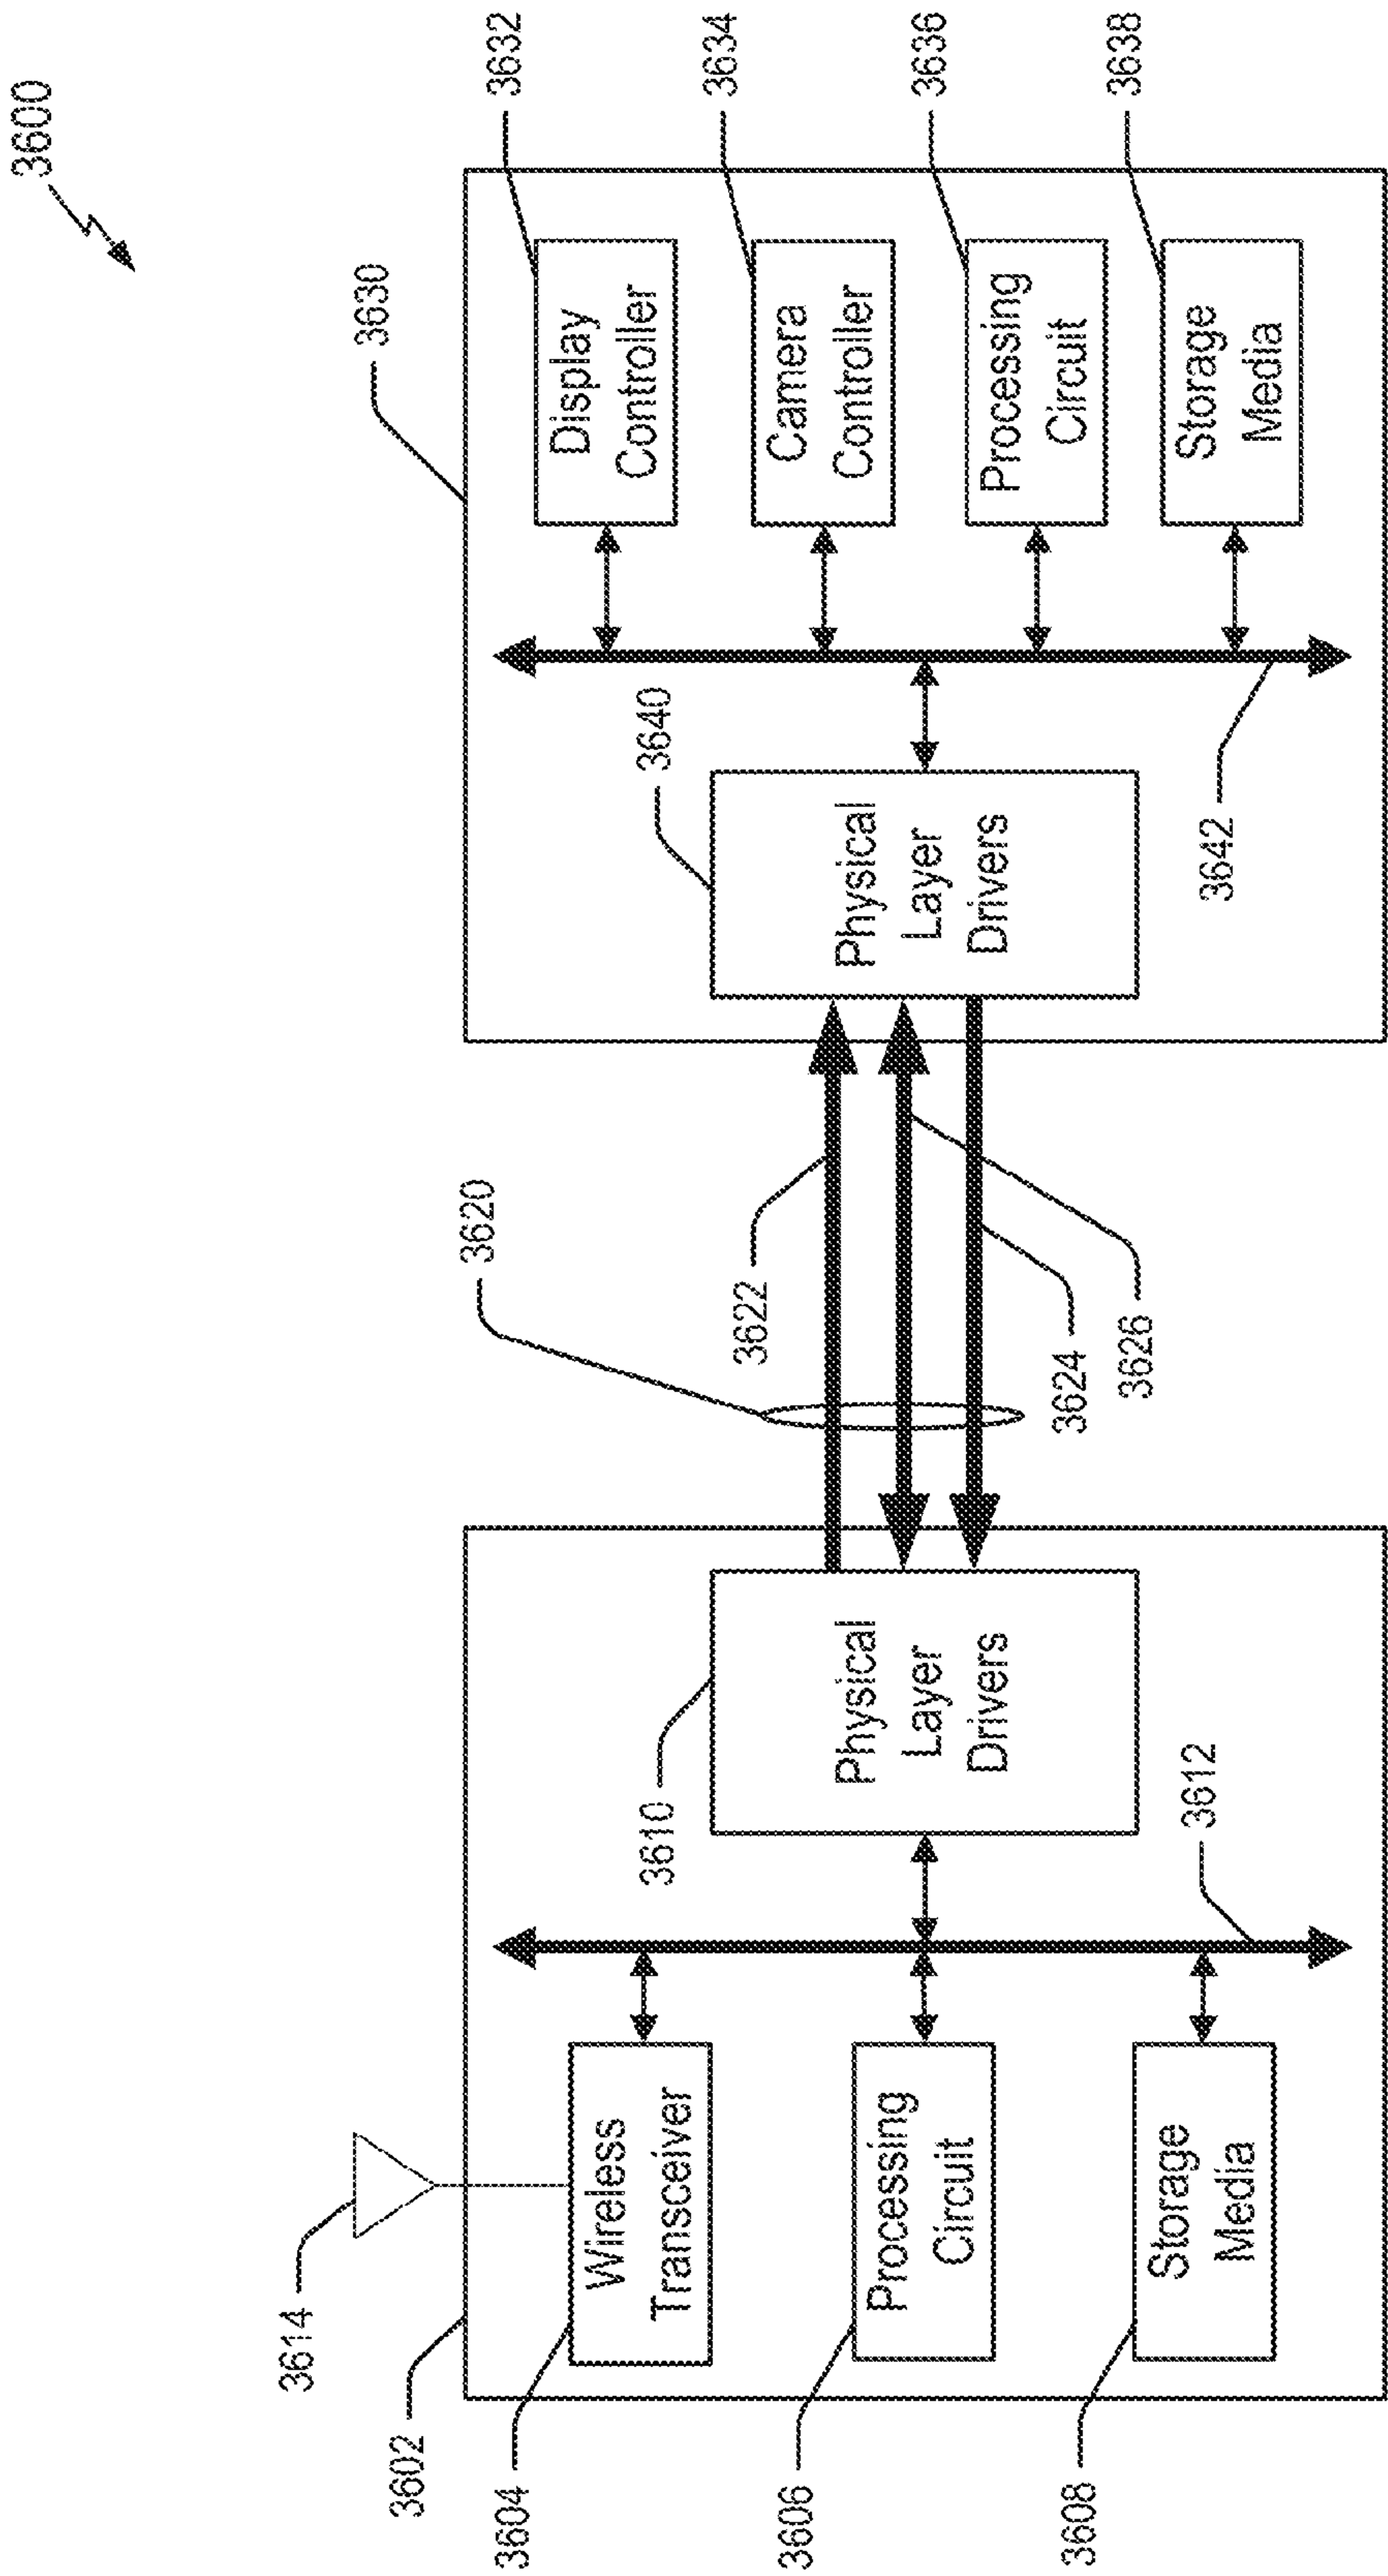 3600
3614
3602
3604
Wireless
Transceiver
3606
Processing
Circuit
3608
Storage
Media
3610
Physical
Layer
Drivers
3612
3620
3622
3624
3626
3630
3640
Physical
Layer
Drivers
3642
3632
Display
Controller
3634
Camera
Controller
3636
Processing
Circuit
3638
Storage
Media